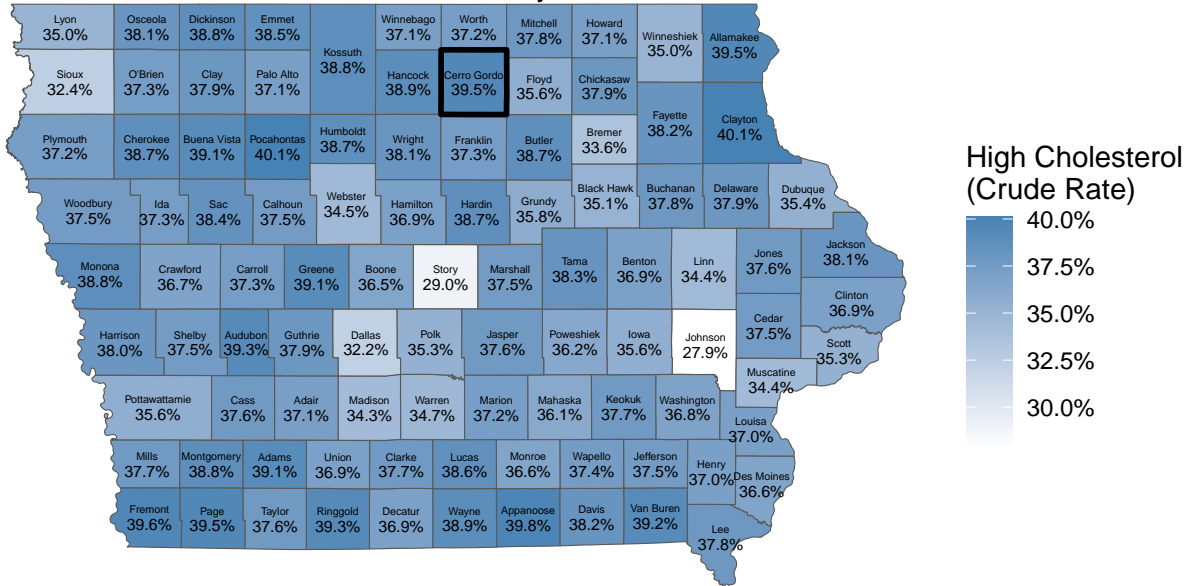 Lyon
35.0%
Osceola
38.1%
Dickinson
38.8%
Emmet
38.5%
Kossuth
38.8%
Winnebago
37.1%
Worth
37.2%
Mitchell
37.8%
Howard
37.1%
Winneshiek
35.0%
Allamakee
39.5%
Sioux
32.4%
O'Brien
37.3%
Clay
37.9%
Palo Alto
37.1%
Hancock
38.9%
Cerro Gordo
39.5%
Floyd
35.6%
Chickasaw
37.9%
Fayette
38.2%
Clayton
40.1%
Plymouth
37.2%
Cherokee
38.7%
Buena Vista
39.1%
Pocahontas
40.1%
Humboldt
38.7%
Wright
38.1%
Franklin
37.3%
Butler
38.7%
Bremer
33.6%
Woodbury
37.5%
Ida
37.3%
Sac
38.4%
Calhoun
37.5%
Webster
34.5%
Hamilton
36.9%
Hardin
38.7%
Grundy
35.8%
Black Hawk
35.1%
Buchanan
37.8%
Delaware
37.9%
Dubuque
35.4%
Monona
38.8%
Crawford
36.7%
Carroll
37.3%
Greene
39.1%
Boone
36.5%
Story
29.0%
Marshall
37.5%
Tama
38.3%
Benton
36.9%
Linn
34.4%
Jones
37.6%
Jackson
38.1%
Clinton
36.9%
Harrison
38.0%
Shelby
37.5%
Audubon
39.3%
Guthrie
37.9%
Dallas
32.2%
Polk
35.3%
Jasper
37.6%
Poweshiek
36.2%
Iowa
35.6%
Johnson
27.9%
Cedar
37.5%
Scott
35.3%
Muscatine
34.4%
Pottawattamie
35.6%
Cass
37.6%
Adair
37.1%
Madison
34.3%
Warren
34.7%
Marion
37.2%
Mahaska
36.1%
Keokuk
37.7%
Washington
36.8%
Louisa
37.0%
Mills
37.7%
Montgomery
38.8%
Adams
39.1%
Union
36.9%
Clarke
37.7%
Lucas
38.6%
Monroe
36.6%
Wapello
37.4%
Jefferson
37.5%
Henry
37.0%
Des Moines
36.6%
Fremont
39.6%
Page
39.5%
Taylor
37.6%
Ringgold
39.3%
Decatur
36.9%
Wayne
38.9%
Appanoose
39.8%
Davis
38.2%
Van Buren
39.2%
Lee
37.8%
High Cholesterol
(Crude Rate)
40.0%
37.5%
35.0%
32.5%
30.0%